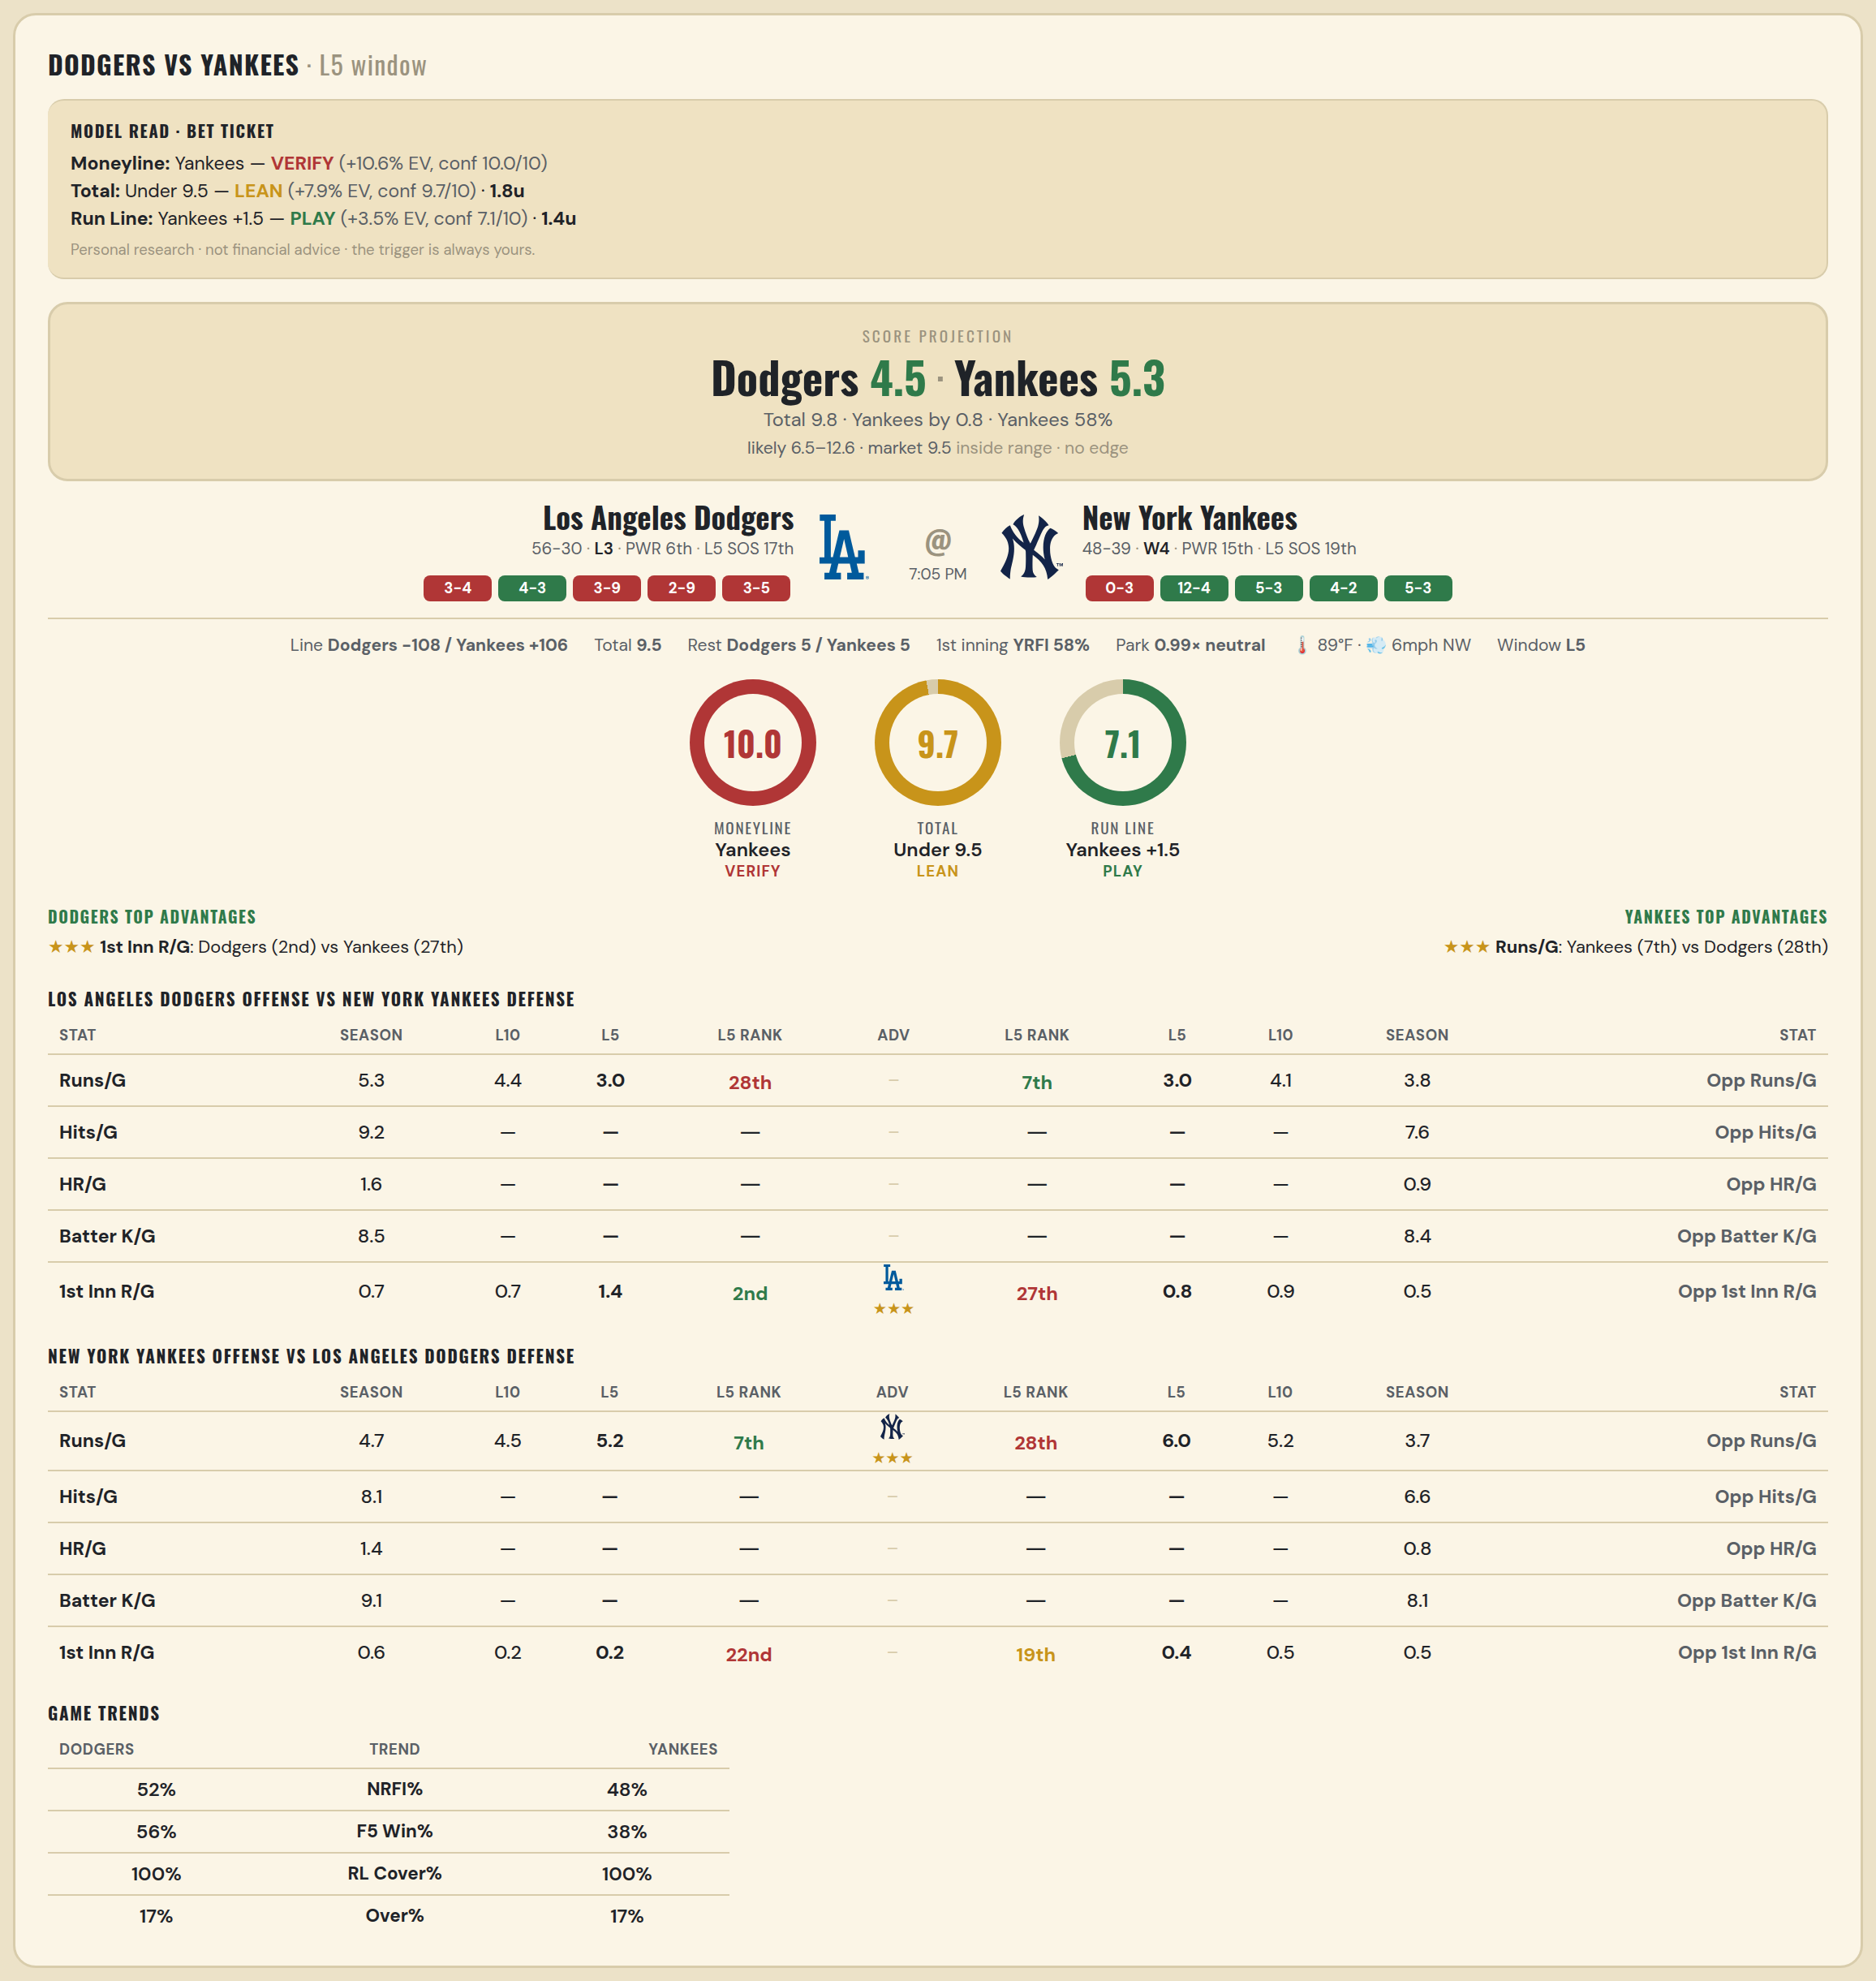 DODGERS VS YANKEES · L5 window
MODEL READ · BET TICKET
Moneyline: Yankees — VERIFY (+10.6% EV, conf 10.0/10)
Total: Under 9.5 — LEAN (+7.9% EV, conf 9.7/10) · 1.8u
Run Line: Yankees +1.5 — PLAY (+3.5% EV, conf 7.1/10) · 1.4u
Personal research · not financial advice · the trigger is always yours.
SCORE PROJECTION
Dodgers 4.5 · Yankees 5.3
Total 9.8 · Yankees by 0.8 · Yankees 58%
likely 6.5–12.6 · market 9.5 inside range · no edge
Los Angeles Dodgers
56-30 · L3 · PWR 6th · L5 SOS 17th
3-4 4-3 3-9 2-9 3-5
LA
@
7:05 PM
NY
New York Yankees
48-39 · W4 · PWR 15th · L5 SOS 19th
0-3 12-4 5-3 4-2 5-3
Line Dodgers -108 / Yankees +106 Total 9.5 Rest Dodgers 5 / Yankees 5 1st inning YRFI 58% Park 0.99× neutral 🌡️ 89°F · 💨 6mph NW Window L5
10.0 9.7 7.1
MONEYLINE TOTAL RUN LINE
Yankees Under 9.5 Yankees +1.5
VERIFY LEAN PLAY
DODGERS TOP ADVANTAGES
★★★ 1st Inn R/G: Dodgers (2nd) vs Yankees (27th)
YANKEES TOP ADVANTAGES
★★★ Runs/G: Yankees (7th) vs Dodgers (28th)
LOS ANGELES DODGERS OFFENSE VS NEW YORK YANKEES DEFENSE
STAT SEASON L10 L5 L5 RANK ADV L5 RANK L5 L10 SEASON STAT
Runs/G 5.3 4.4 3.0 28th – 7th 3.0 4.1 3.8 Opp Runs/G
Hits/G 9.2 — — — – — — — 7.6 Opp Hits/G
HR/G 1.6 — — — – — — — 0.9 Opp HR/G
Batter K/G 8.5 — — — – — — — 8.4 Opp Batter K/G
1st Inn R/G 0.7 0.7 1.4 2nd LA ★★★ 27th 0.8 0.9 0.5 Opp 1st Inn R/G
NEW YORK YANKEES OFFENSE VS LOS ANGELES DODGERS DEFENSE
STAT SEASON L10 L5 L5 RANK ADV L5 RANK L5 L10 SEASON STAT
Runs/G 4.7 4.5 5.2 7th NY ★★★ 28th 6.0 5.2 3.7 Opp Runs/G
Hits/G 8.1 — — — – — — — 6.6 Opp Hits/G
HR/G 1.4 — — — – — — — 0.8 Opp HR/G
Batter K/G 9.1 — — — – — — — 8.1 Opp Batter K/G
1st Inn R/G 0.6 0.2 0.2 22nd – 19th 0.4 0.5 0.5 Opp 1st Inn R/G
GAME TRENDS
DODGERS TREND YANKEES
52% NRFI% 48%
56% F5 Win% 38%
100% RL Cover% 100%
17% Over% 17%